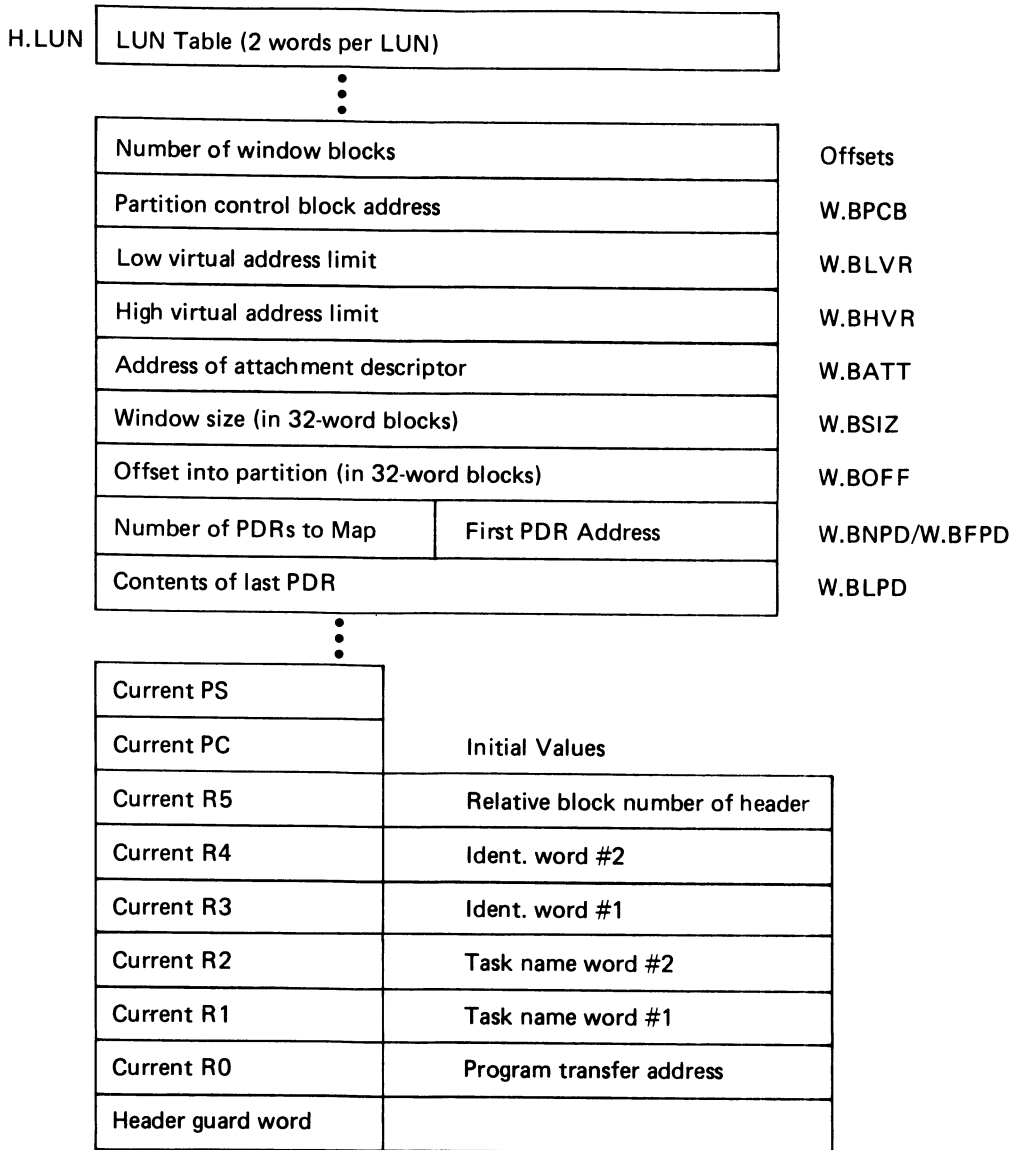 H.LUN LUN Table (2 words per LUN)
Number of window blocks Offsets
Partition control block address W.BPCB
Low virtual address limit W.BLVR
High virtual address limit W.BHVR
Address of attachment descriptor W.BATT
Window size (in 32-word blocks) W.BSIZ
Offset into partition (in 32-word blocks) W.BOFF
Number of PDRs to Map First PDR Address W.BNPD/W.BFPD
Contents of last PDR W.BLPD
Current PS
Current PC Initial Values
Current R5 Relative block number of header
Current R4 Ident. word #2
Current R3 Ident. word #1
Current R2 Task name word #2
Current R1 Task name word #1
Current R0 Program transfer address
Header guard word